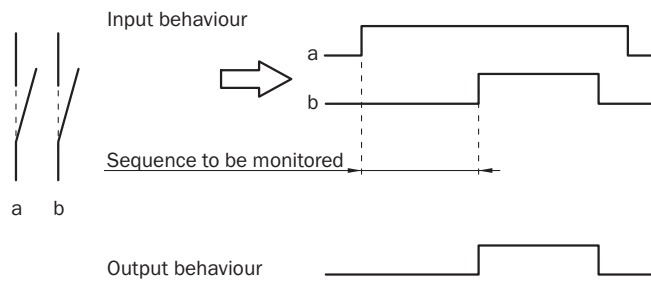 Input behaviour
a
b
Sequence to be monitored
a b
Output behaviour